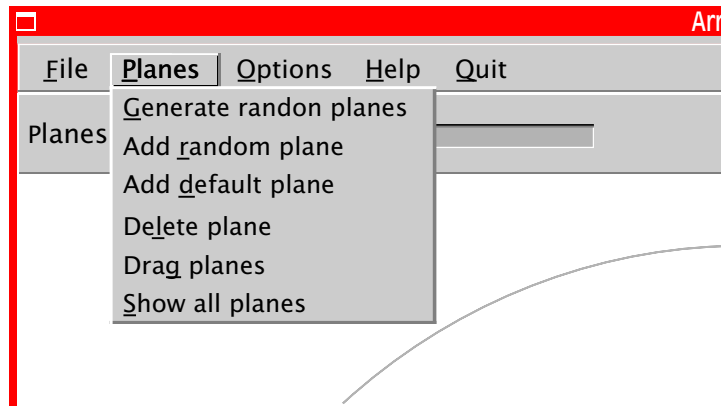 Arr
File Planes Options Help Quit
Planes
Generate randon planes
Add random plane
Add default plane
Delete plane
Drag planes
Show all planes